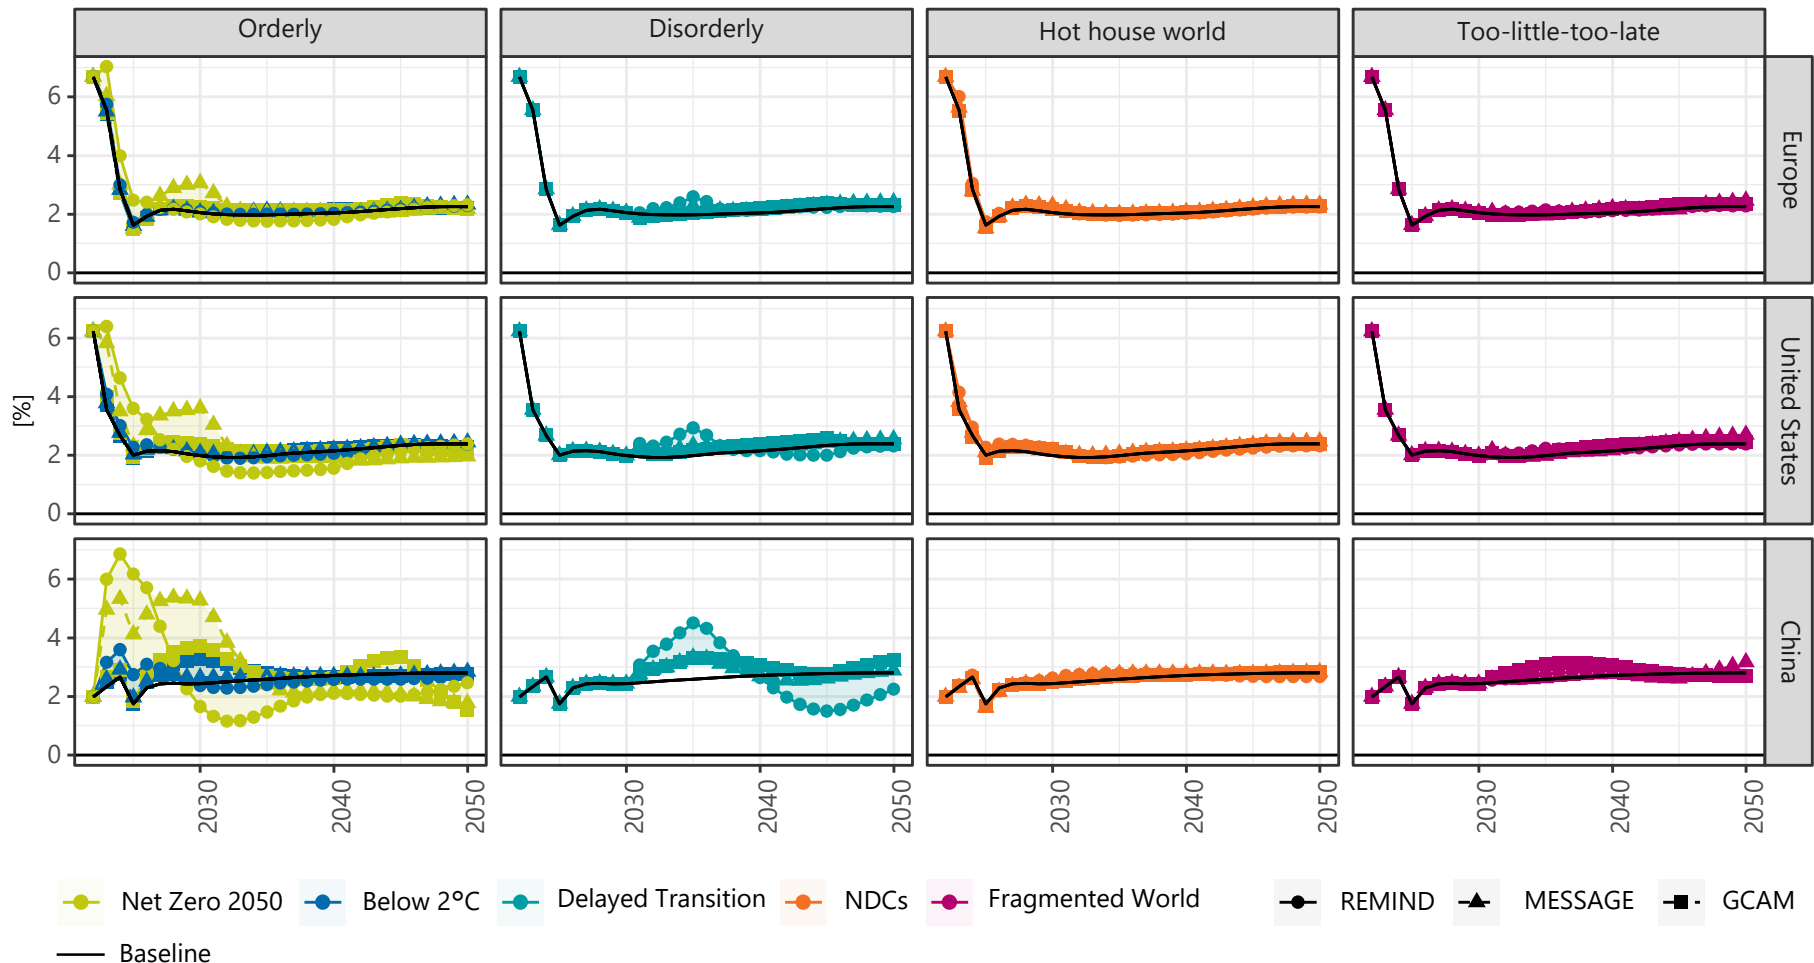 Orderly
Disorderly
Hot house world
Too-little-too-late
6
4
2
0
Europe
[%]
6
4
2
0
United States
6
4
2
0
China
2030
2040
2050
2030
2040
2050
2030
2040
2050
2030
2040
2050
Net Zero 2050
Below 2°C
Delayed Transition
NDCs
Fragmented World
REMIND
MESSAGE
GCAM
Baseline